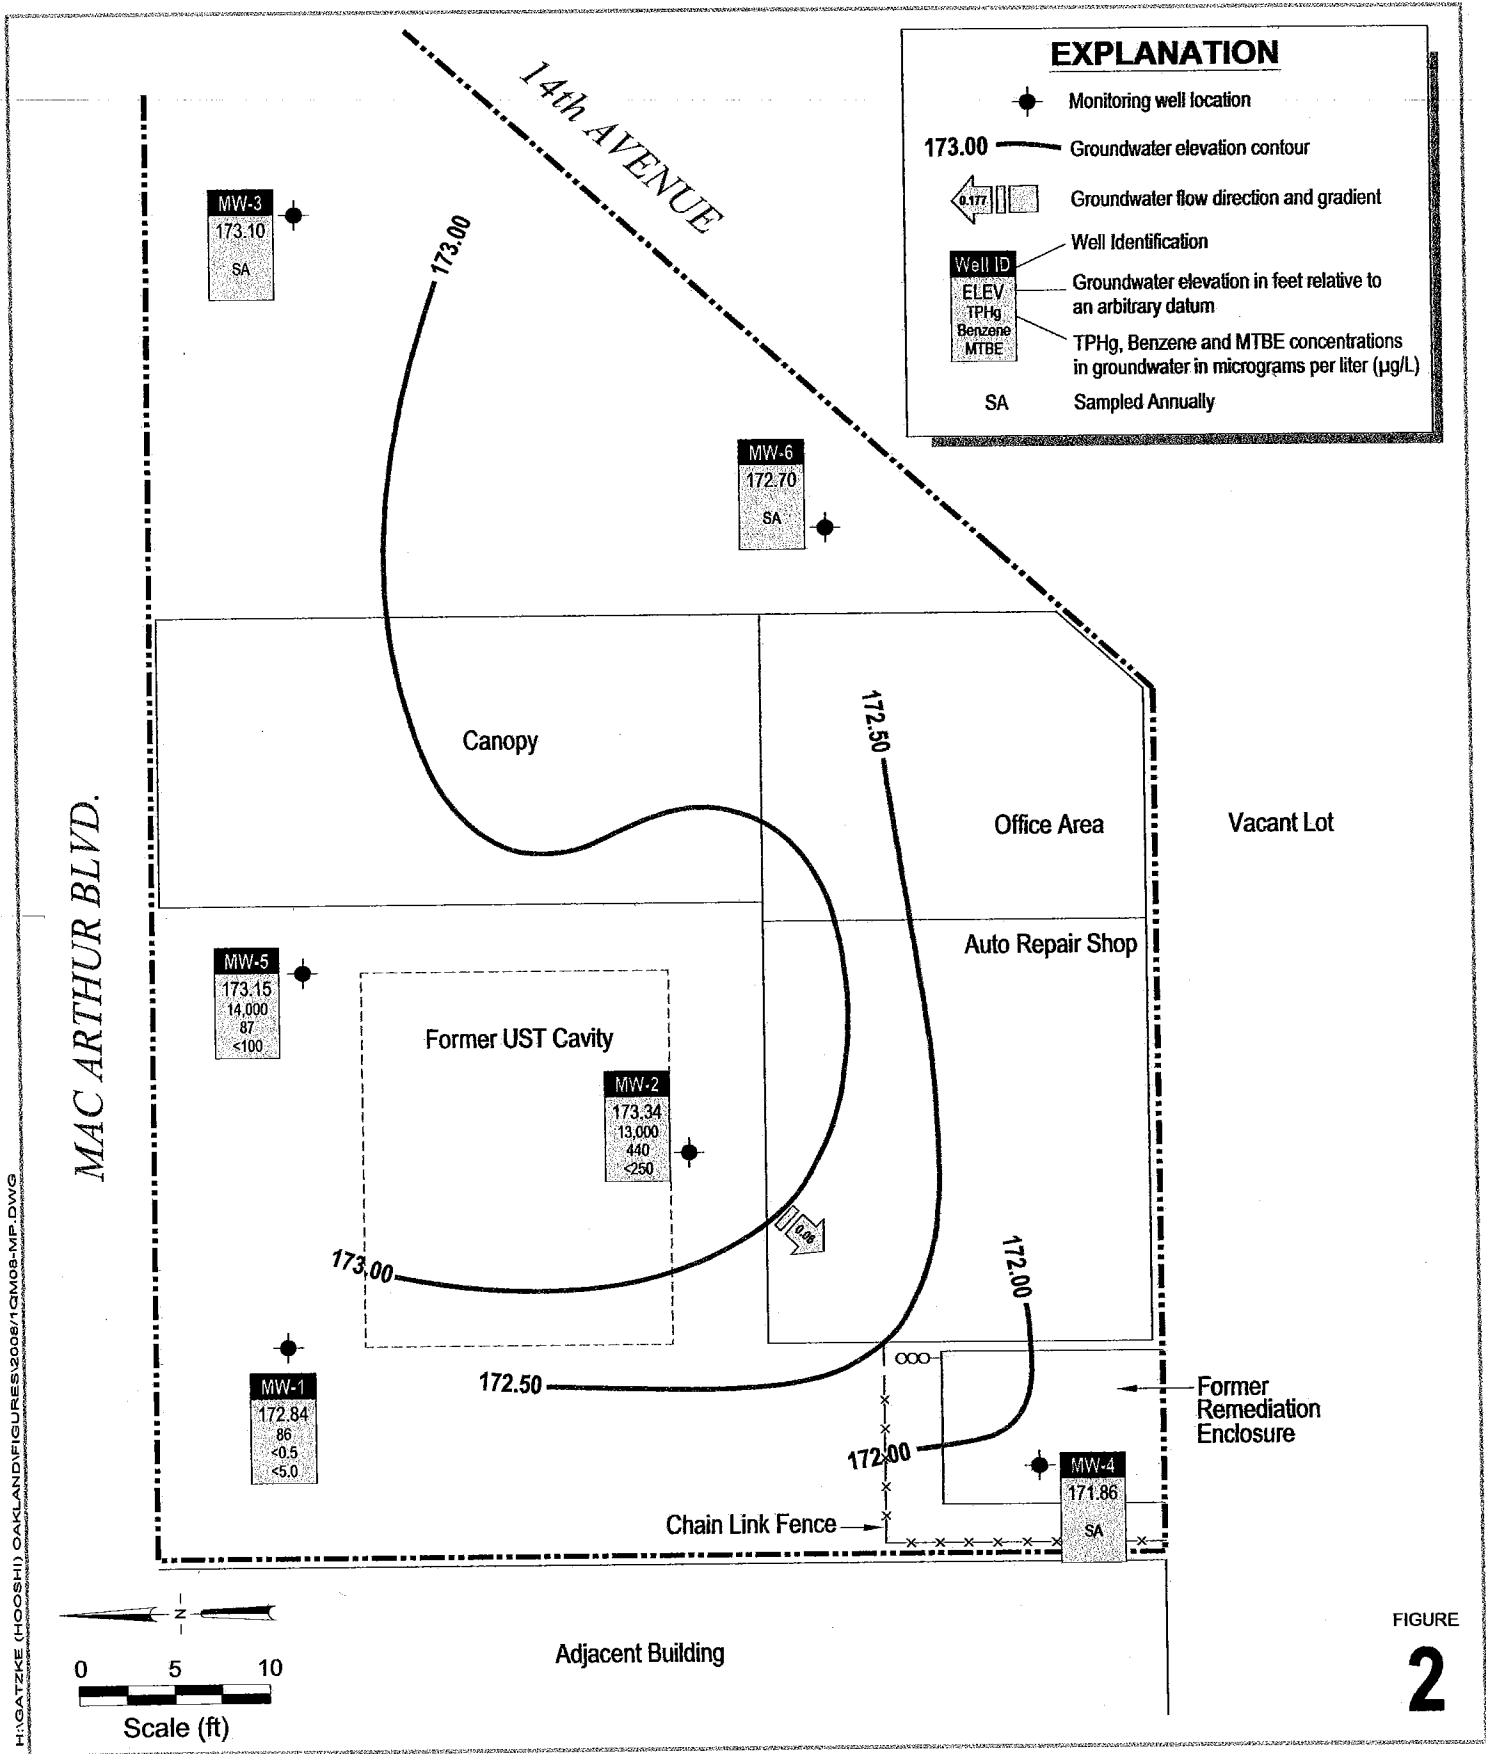 EXPLANATION
Monitoring well location
173.00
Groundwater elevation contour
0.177
Groundwater flow direction and gradient
Well Identification
Well ID
ELEV
TPHg
Benzene
MTBE
Groundwater elevation in feet relative to
an arbitrary datum
TPHg, Benzene and MTBE concentrations
in groundwater in micrograms per liter (µg/L)
SA
Sampled Annually
14th AVENUE
MW-3
173.10
SA
173.00
MW-6
172.70
SA
172.50
Canopy
Office Area
Vacant Lot
MAC ARTHUR BLVD.
Auto Repair Shop
MW-5
173.15
14,000
87
<100
Former UST Cavity
MW-2
173.34
13,000
440
<250
0.06
173.00
172.00
MW-1
172.84
86
<0.5
<5.0
172.50
172.00
Former
Remediation
Enclosure
MW-4
171.86
SA
Chain Link Fence
N
0 5 10
Scale (ft)
Adjacent Building
FIGURE
2
H:\GATZKE (HOOSHI) OAKLAND\FIGURES\2008\1QM08-MP.DWG